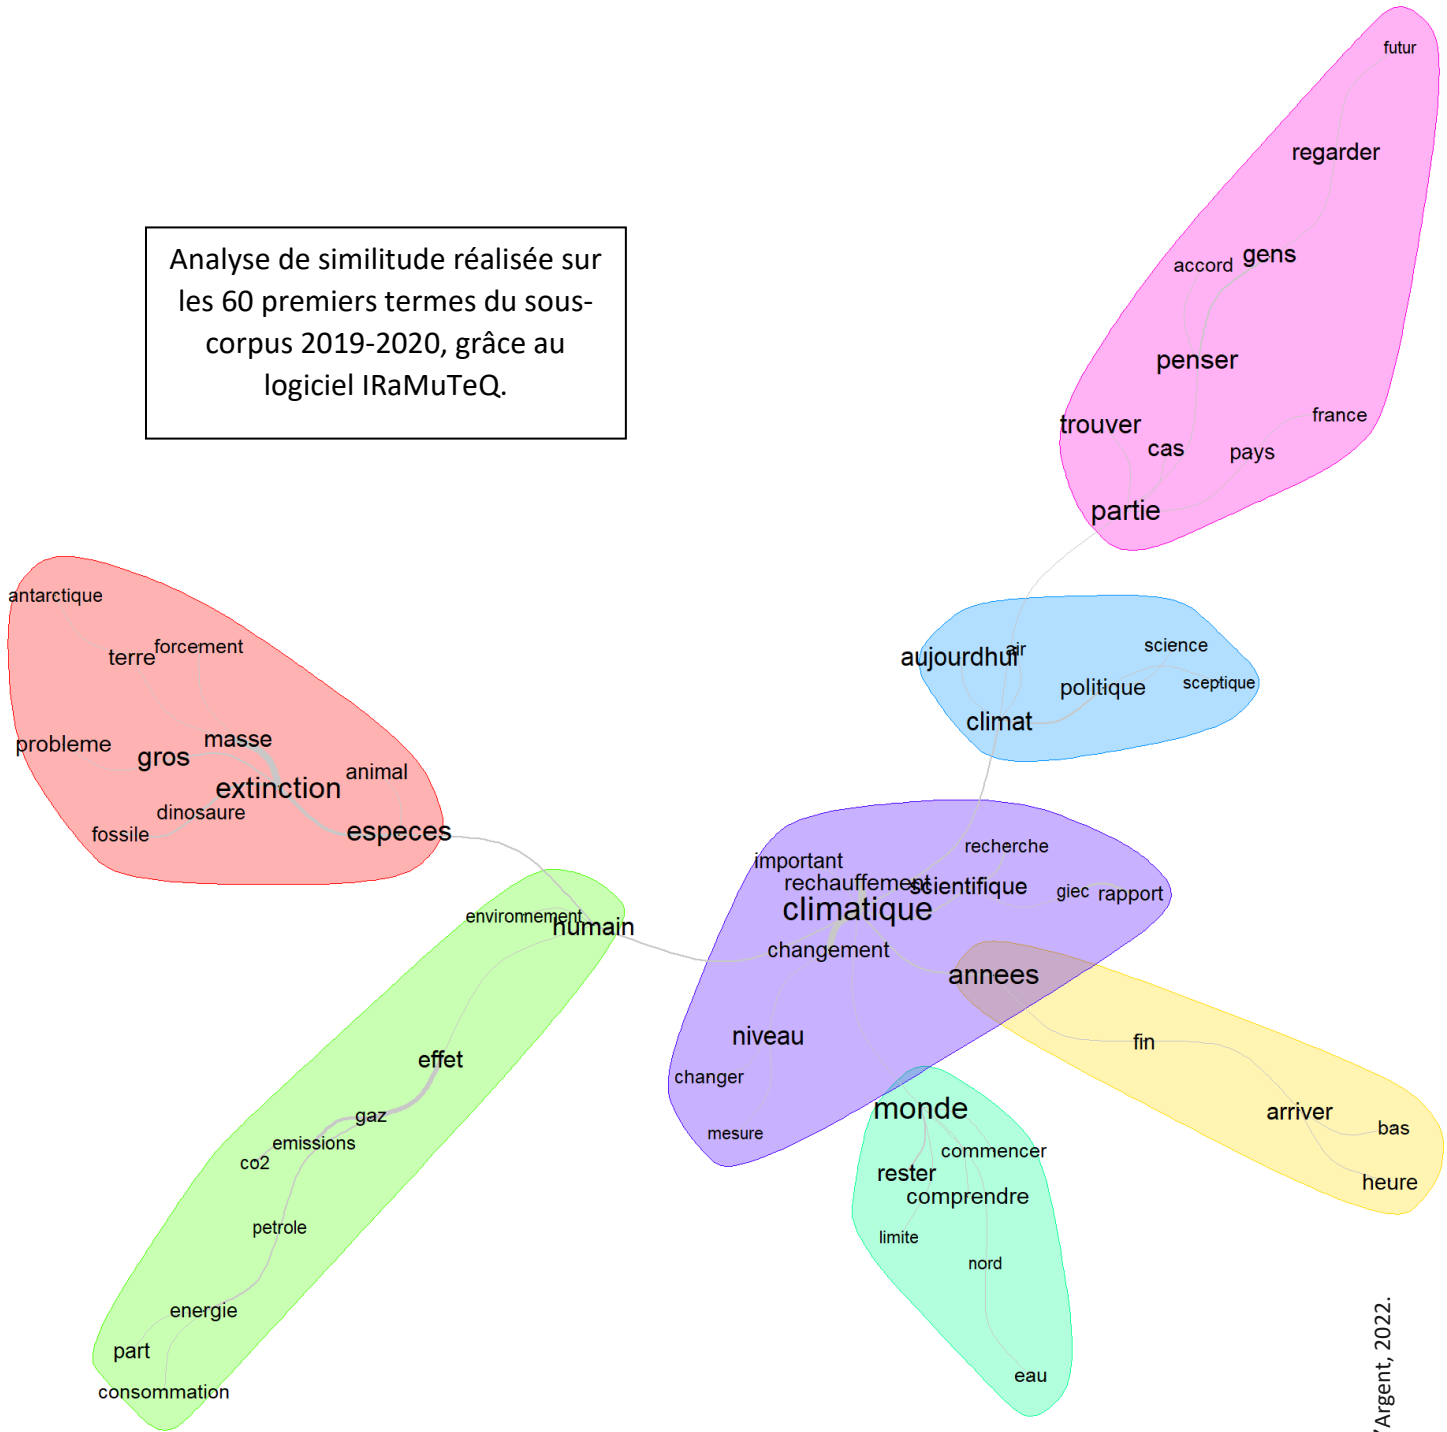 futur
regarder
gens
accord
penser
france
trouver
cas
pays
partie
Analyse de similitude réalisée sur
les 60 premiers termes du sous-
corpus 2019-2020, grâce au
logiciel IRaMuTeQ.
antarctique
forcement
terre
masse
probleme
gros
animal
extinction
dinosaure
fossile
especes
aujourdhui
air
science
politique
sceptique
climat
recherche
important
rechauffement
scientifique
giec
rapport
climatique
changement
annees
niveau
changer
mesure
environnement
humain
effet
gaz
emissions
co2
petrole
energie
part
consommation
fin
arriver
bas
heure
monde
commencer
rester
comprendre
limite
nord
eau
'Argent, 2022.